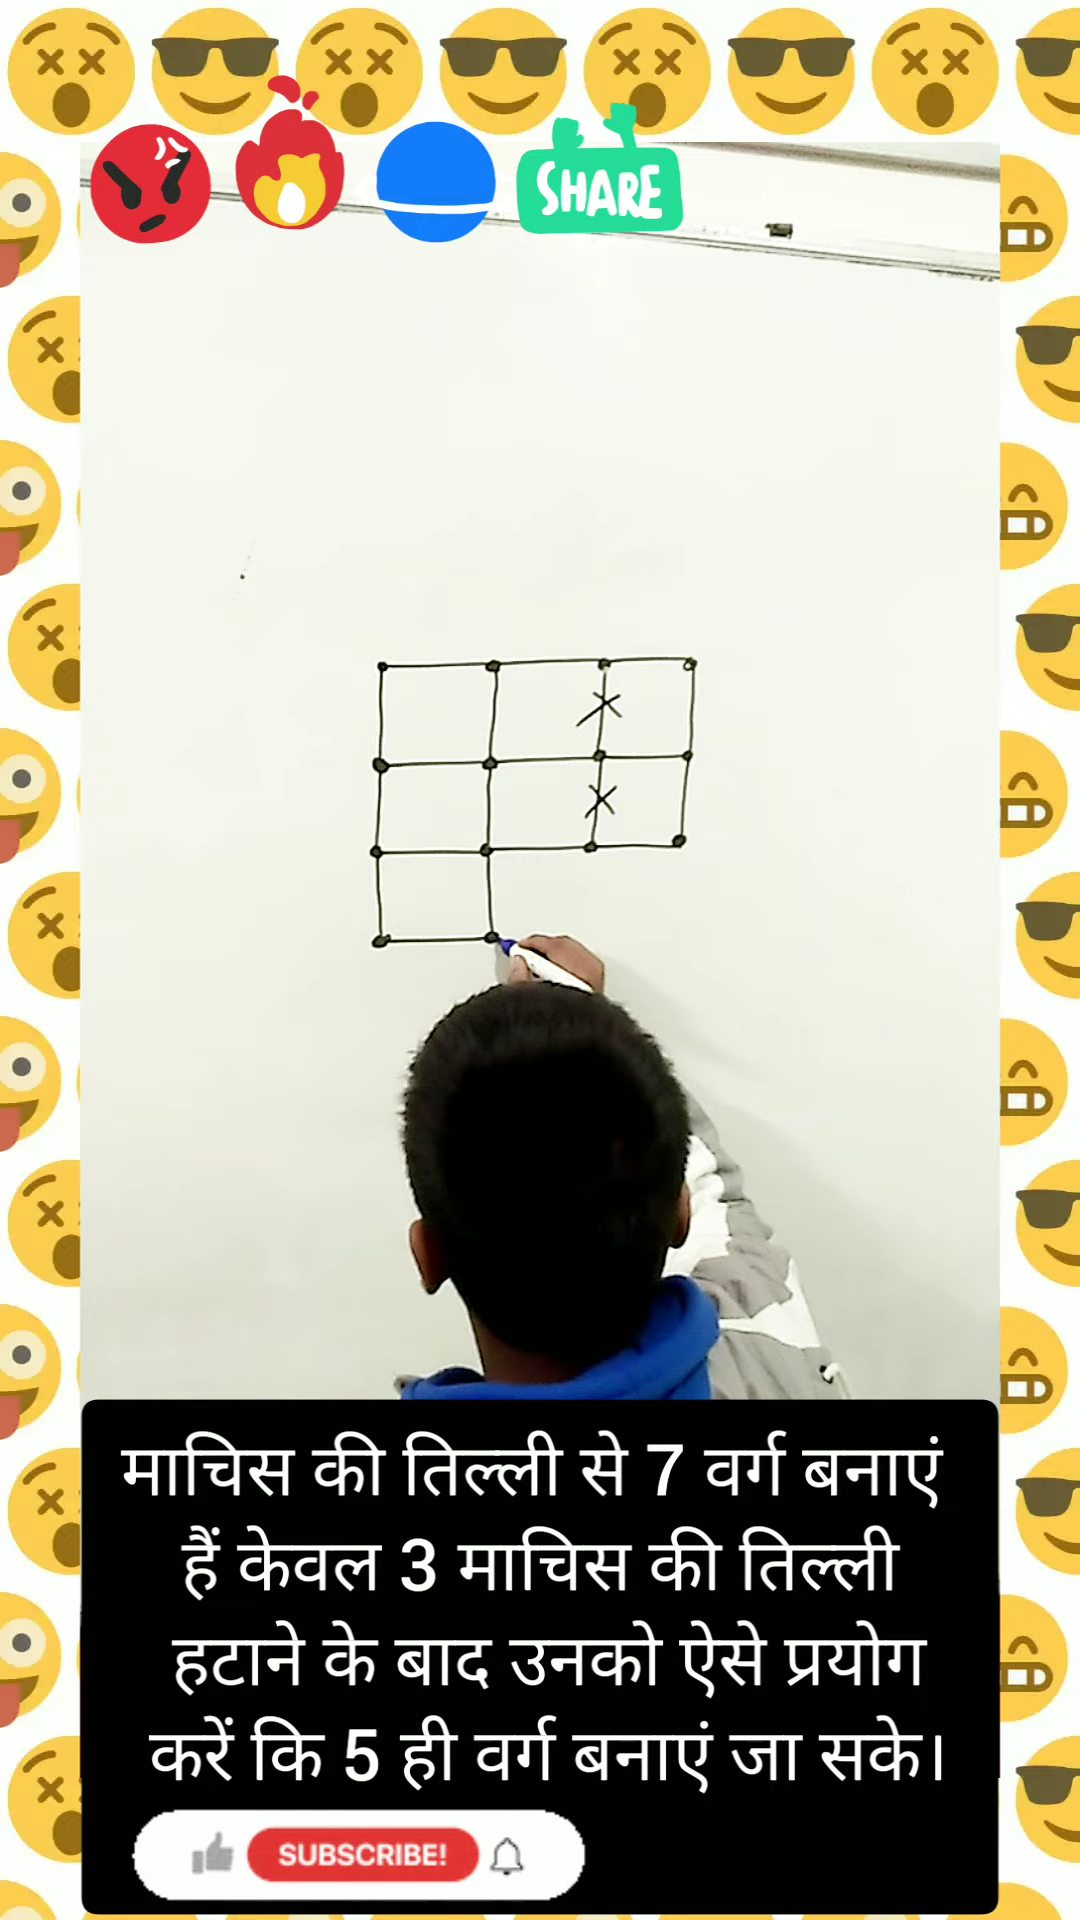 SHARE
माचिस की तिल्ली से 7 वर्ग बनाएं
हैं केवल 3 माचिस की तिल्ली
हटाने के बाद उनको ऐसे प्रयोग
करें कि 5 ही वर्ग बनाएं जा सके।
SUBSCRIBE!